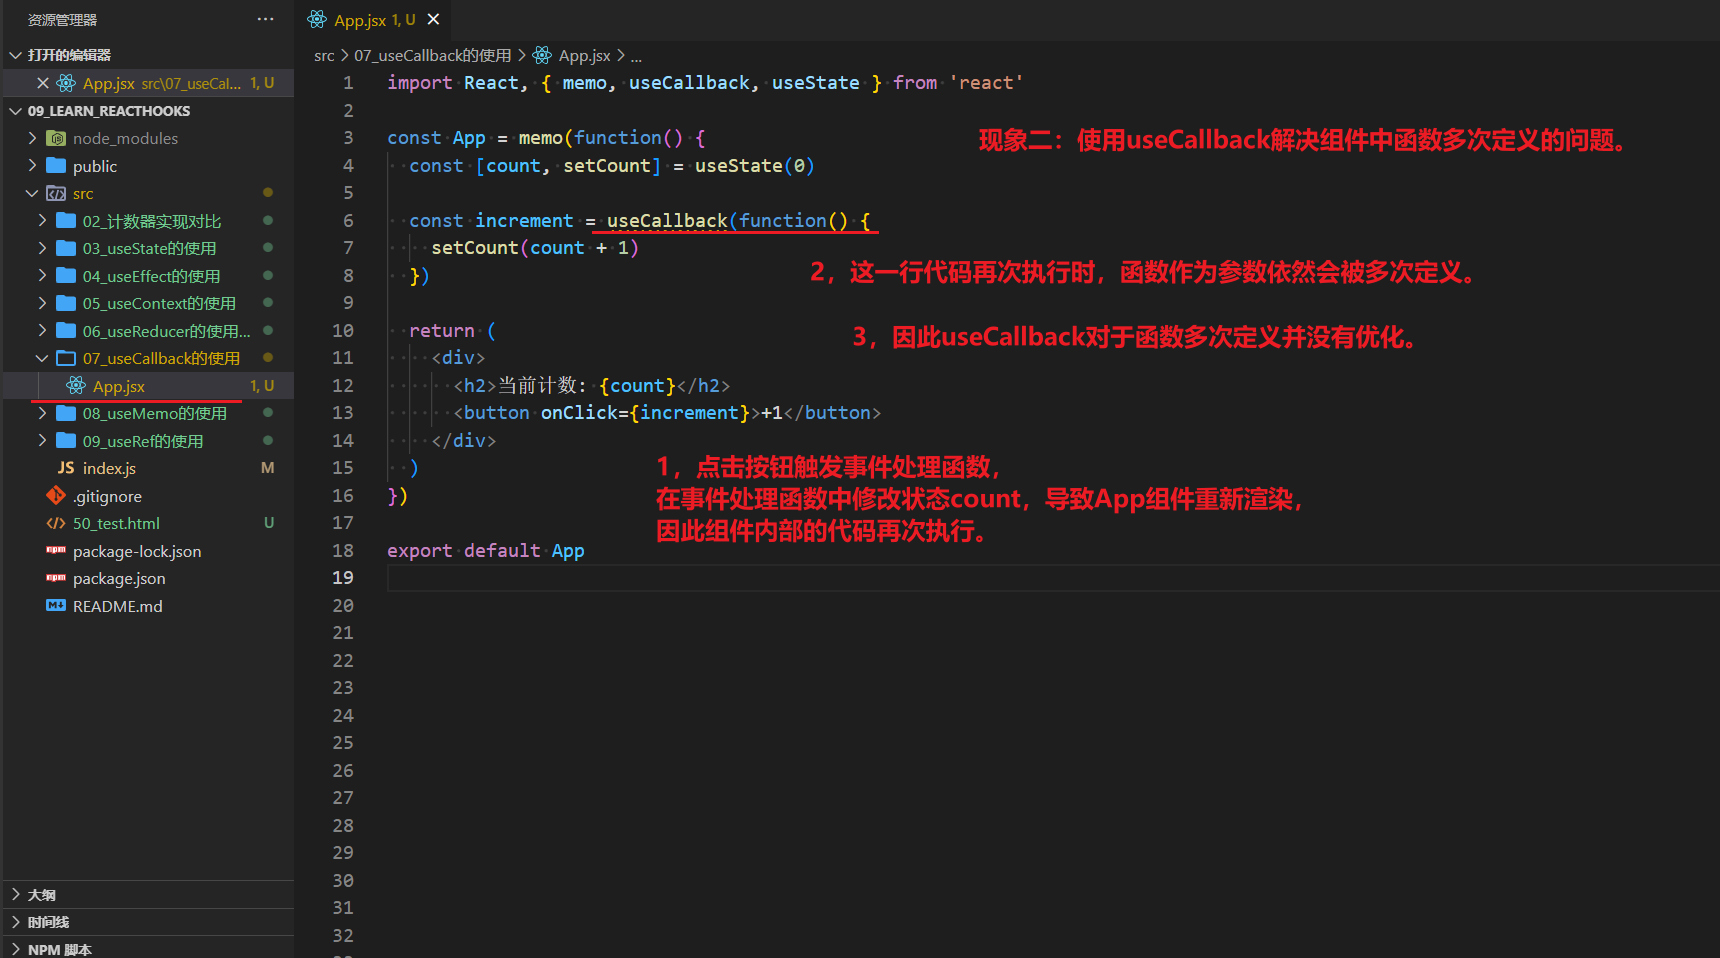 资源管理器 ···
打开的编辑器
App.jsx src\07_useCal... 1, U
09_LEARN_REACTHOOKS
node_modules
public
src
02_计数器实现对比
03_useState的使用
04_useEffect的使用
05_useContext的使用
06_useReducer的使用...
07_useCallback的使用
App.jsx 1, U
08_useMemo的使用
09_useRef的使用
JS index.js M
.gitignore
50_test.html U
package-lock.json
package.json
README.md
大纲
时间线
NPM 脚本
App.jsx 1, U
src > 07_useCallback的使用 > App.jsx > ...
1 import React, { memo, useCallback, useState } from 'react'
2
3 const App = memo(function() {
现象二：使用useCallback解决组件中函数多次定义的问题。
4 const [count, setCount] = useState(0)
5
6 const increment = useCallback(function() {
7 setCount(count + 1)
8 })
2，这一行代码再次执行时，函数作为参数依然会被多次定义。
9
10 return (
3，因此useCallback对于函数多次定义并没有优化。
11 <div>
12 <h2>当前计数: {count}</h2>
13 <button onClick={increment}>+1</button>
14 </div>
15 )
1，点击按钮触发事件处理函数，
16 })
在事件处理函数中修改状态count，导致App组件重新渲染，
17
因此组件内部的代码再次执行。
18 export default App
19
20
21
22
23
24
25
26
27
28
29
30
31
32